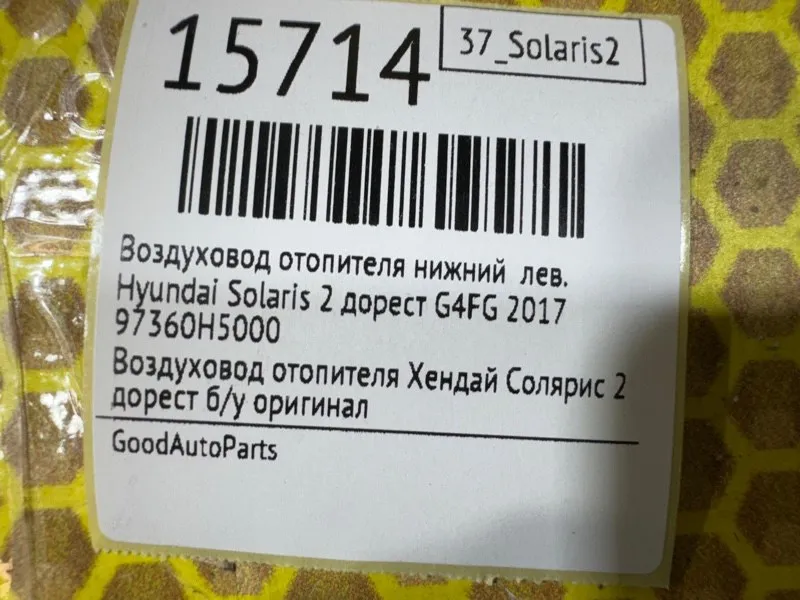 15714
37_Solaris2
Воздуховод отопителя нижний лев.
Hyundai Solaris 2 дорест G4FG 2017
97360H5000
Воздуховод отопителя Хендай Солярис 2
дорест б/у оригинал
GoodAutoParts